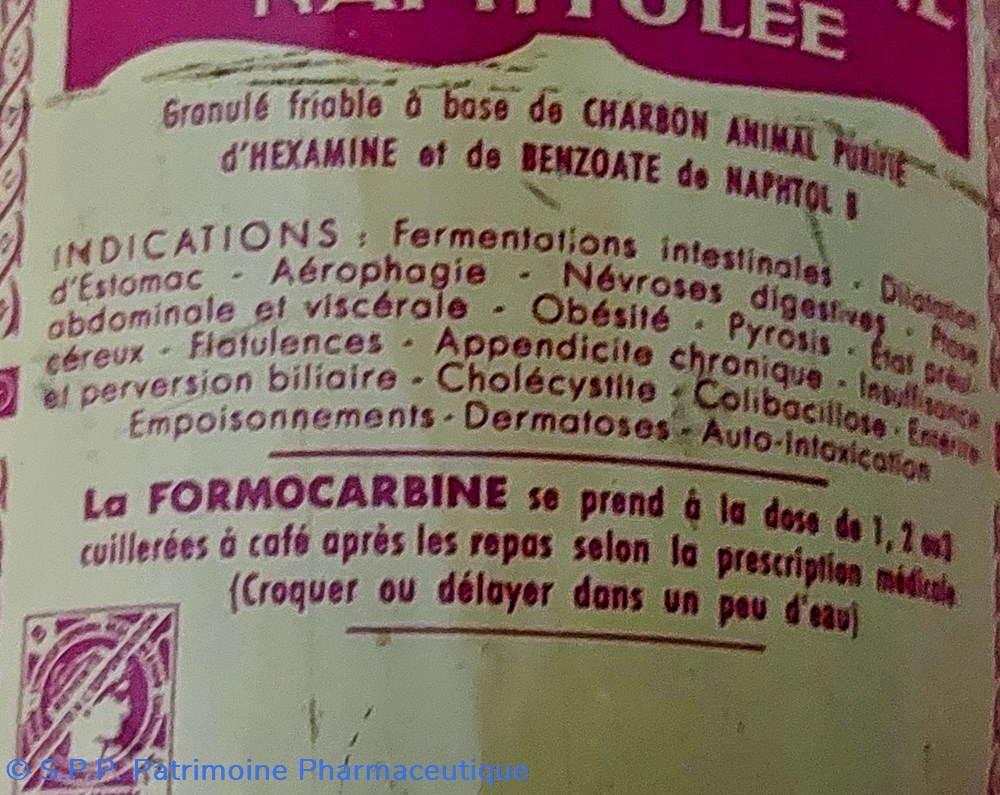 NAPHTOLÉE
Granulé friable à base de CHARBON ANIMAL PURIFIÉ
d'HEXAMINE et de BENZOATE de NAPHTOL B
INDICATIONS : Fermentations intestinales - Dilatation
d'Estomac - Aérophagie - Névroses digestives - Ptose
abdominale et viscérale - Obésité - Pyrosis - État préul-
céreux - Flatulences - Appendicite chronique - Insuffisance
et perversion biliaire - Cholécystite - Colibacillose - Entérite
Empoisonnements - Dermatoses - Auto-intoxication
La FORMOCARBINE se prend à la dose de 1, 2 ou 3
cuillerées à café après les repas selon la prescription médicale
(Croquer ou délayer dans un peu d'eau)
© S.P.P. Patrimoine Pharmaceutique